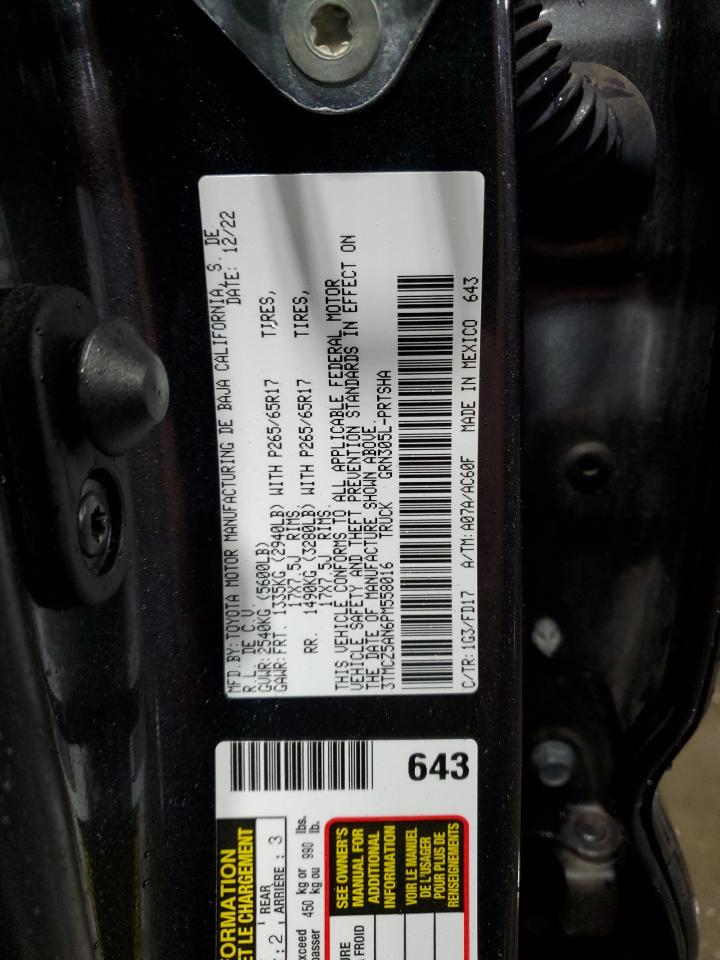 MFD.BY: TOYOTA MOTOR MANUFACTURING DE BAJA CALIFORNIA, S. DE
R.L. DE C.V. DATE: 12/22
GVWR:2540KG (5600LB)
GAWR:FRT. 1335KG (2940LB) WITH P265/65R17 TIRES,
17X7.5J RIMS
RR. 1490KG (3280LB) WITH P265/65R17 TIRES,
17X7.5J RIMS
THIS VEHICLE CONFORMS TO ALL APPLICABLE FEDERAL MOTOR
VEHICLE SAFETY AND THEFT PREVENTION STANDARDS IN EFFECT ON
THE DATE OF MANUFACTURE SHOWN ABOVE.
3TMCZ5AN6PM558016 TRUCK GRN305L-PRTSHA
C/TR:1G3/FD17 A/TM:A07A/AC60F MADE IN MEXICO 643
643
FORMATION
ET LE CHARGEMENT
: 2 REAR
ARRIÈRE : 3
xceed 450 kg or 990 lbs.
passer 450 kg ou 990 lb.
SEE OWNER'S
MANUAL FOR
ADDITIONAL
INFORMATION
VOIR LE MANUEL
DE L'USAGER
POUR PLUS DE
RENSEIGNEMENTS
URE
À FROID